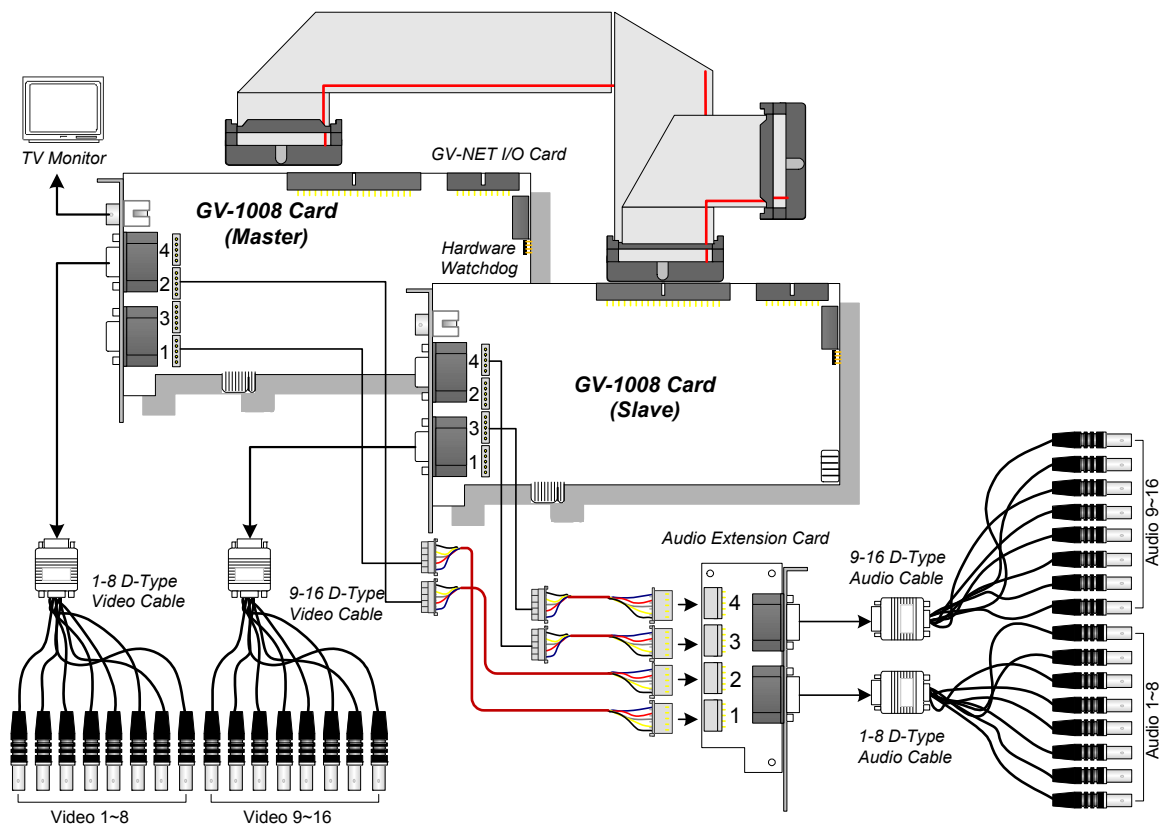 TV Monitor
GV-NET I/O Card
GV-1008 Card
(Master)
Hardware
Watchdog
4
2
3
1
GV-1008 Card
(Slave)
4
2
3
1
Audio Extension Card
4
3
2
1
1-8 D-Type
Video Cable
9-16 D-Type
Video Cable
9-16 D-Type
Audio Cable
1-8 D-Type
Audio Cable
Audio 9~16
Audio 1~8
Video 1~8
Video 9~16